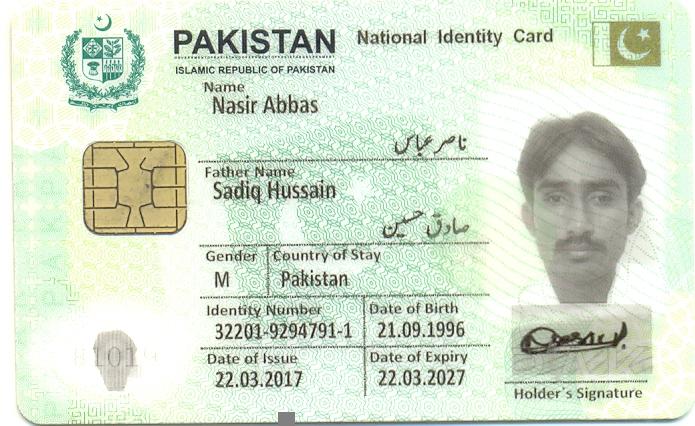 PAKISTAN National Identity Card
ISLAMIC REPUBLIC OF PAKISTAN
Name
Nasir Abbas
ناصر عباس
Father Name
Sadiq Hussain
صادق حسین
Gender Country of Stay
M Pakistan
Identity Number Date of Birth
32201-9294791-1 21.09.1996
Date of Issue Date of Expiry
22.03.2017 22.03.2027
Holder's Signature